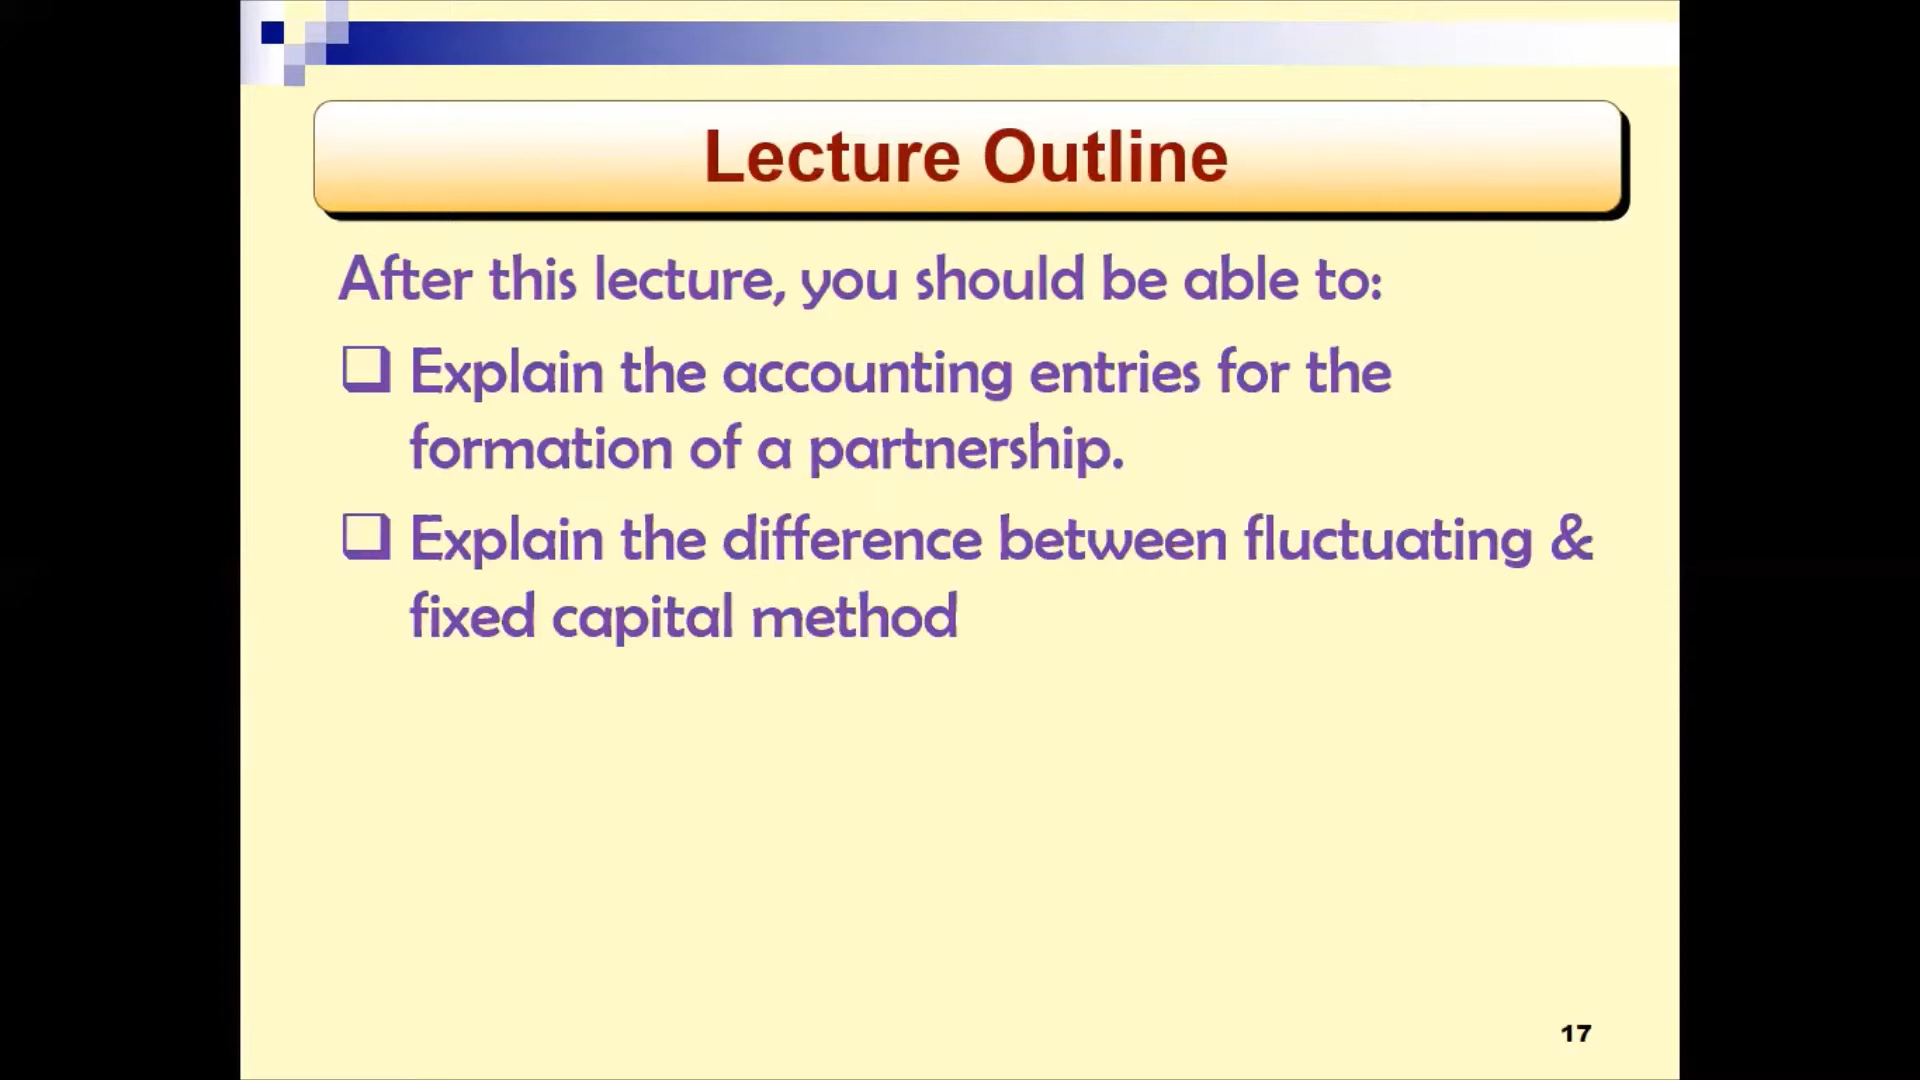 Lecture Outline
After this lecture, you should be able to:
❑ Explain the accounting entries for the
formation of a partnership.
❑ Explain the difference between fluctuating &
fixed capital method
17